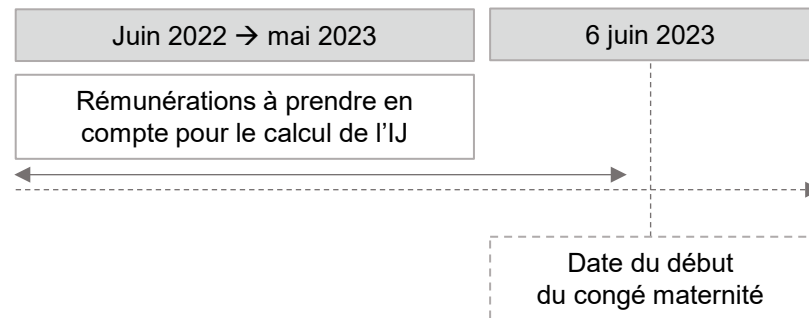 Juin 2022 → mai 2023
6 juin 2023
Rémunérations à prendre en
compte pour le calcul de l’IJ
Date du début
du congé maternité